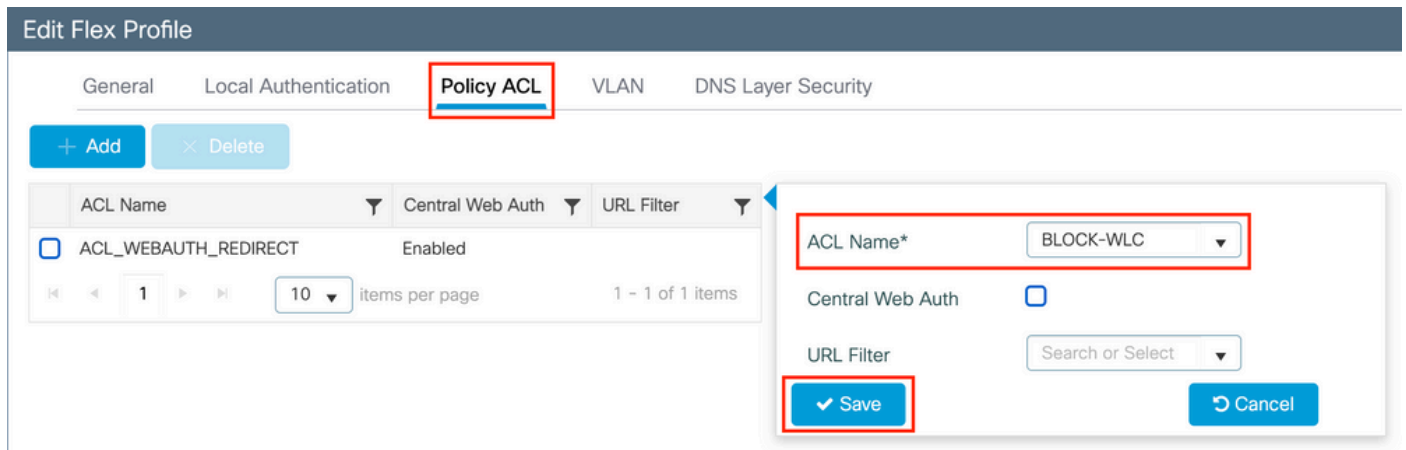 Edit Flex Profile
General Local Authentication Policy ACL VLAN DNS Layer Security
+ Add × Delete
ACL Name Central Web Auth URL Filter
ACL_WEBAUTH_REDIRECT Enabled
1 10 items per page 1 - 1 of 1 items
ACL Name* BLOCK-WLC
Central Web Auth
URL Filter Search or Select
Save Cancel